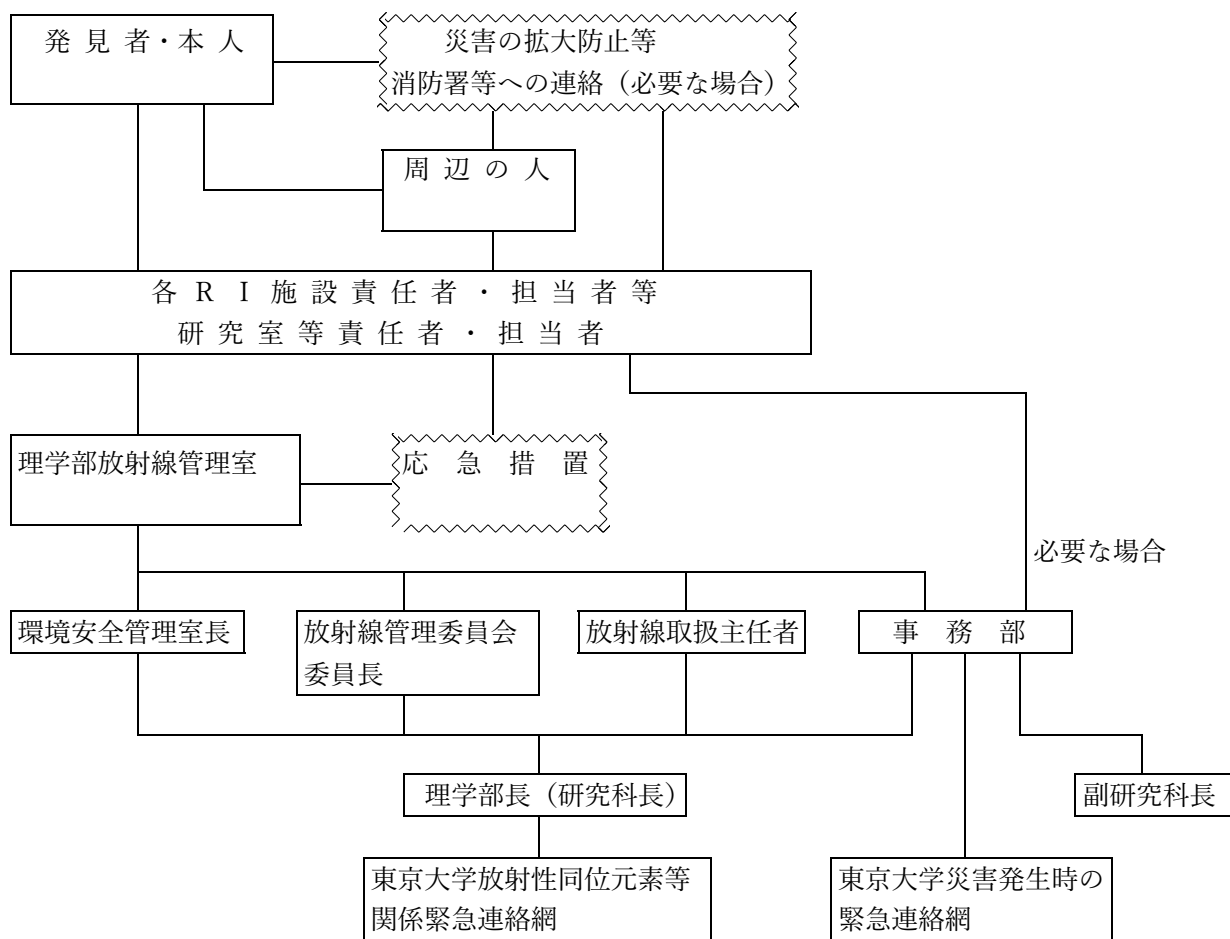 発見者・本人
災害の拡大防止等
消防署等への連絡（必要な場合）
周辺の人
各RI施設責任者・担当者等
研究室等責任者・担当者
理学部放射線管理室
応急措置
必要な場合
環境安全管理室長
放射線管理委員会
委員長
放射線取扱主任者
事務部
理学部長（研究科長）
副研究科長
東京大学放射性同位元素等
関係緊急連絡網
東京大学災害発生時の
緊急連絡網